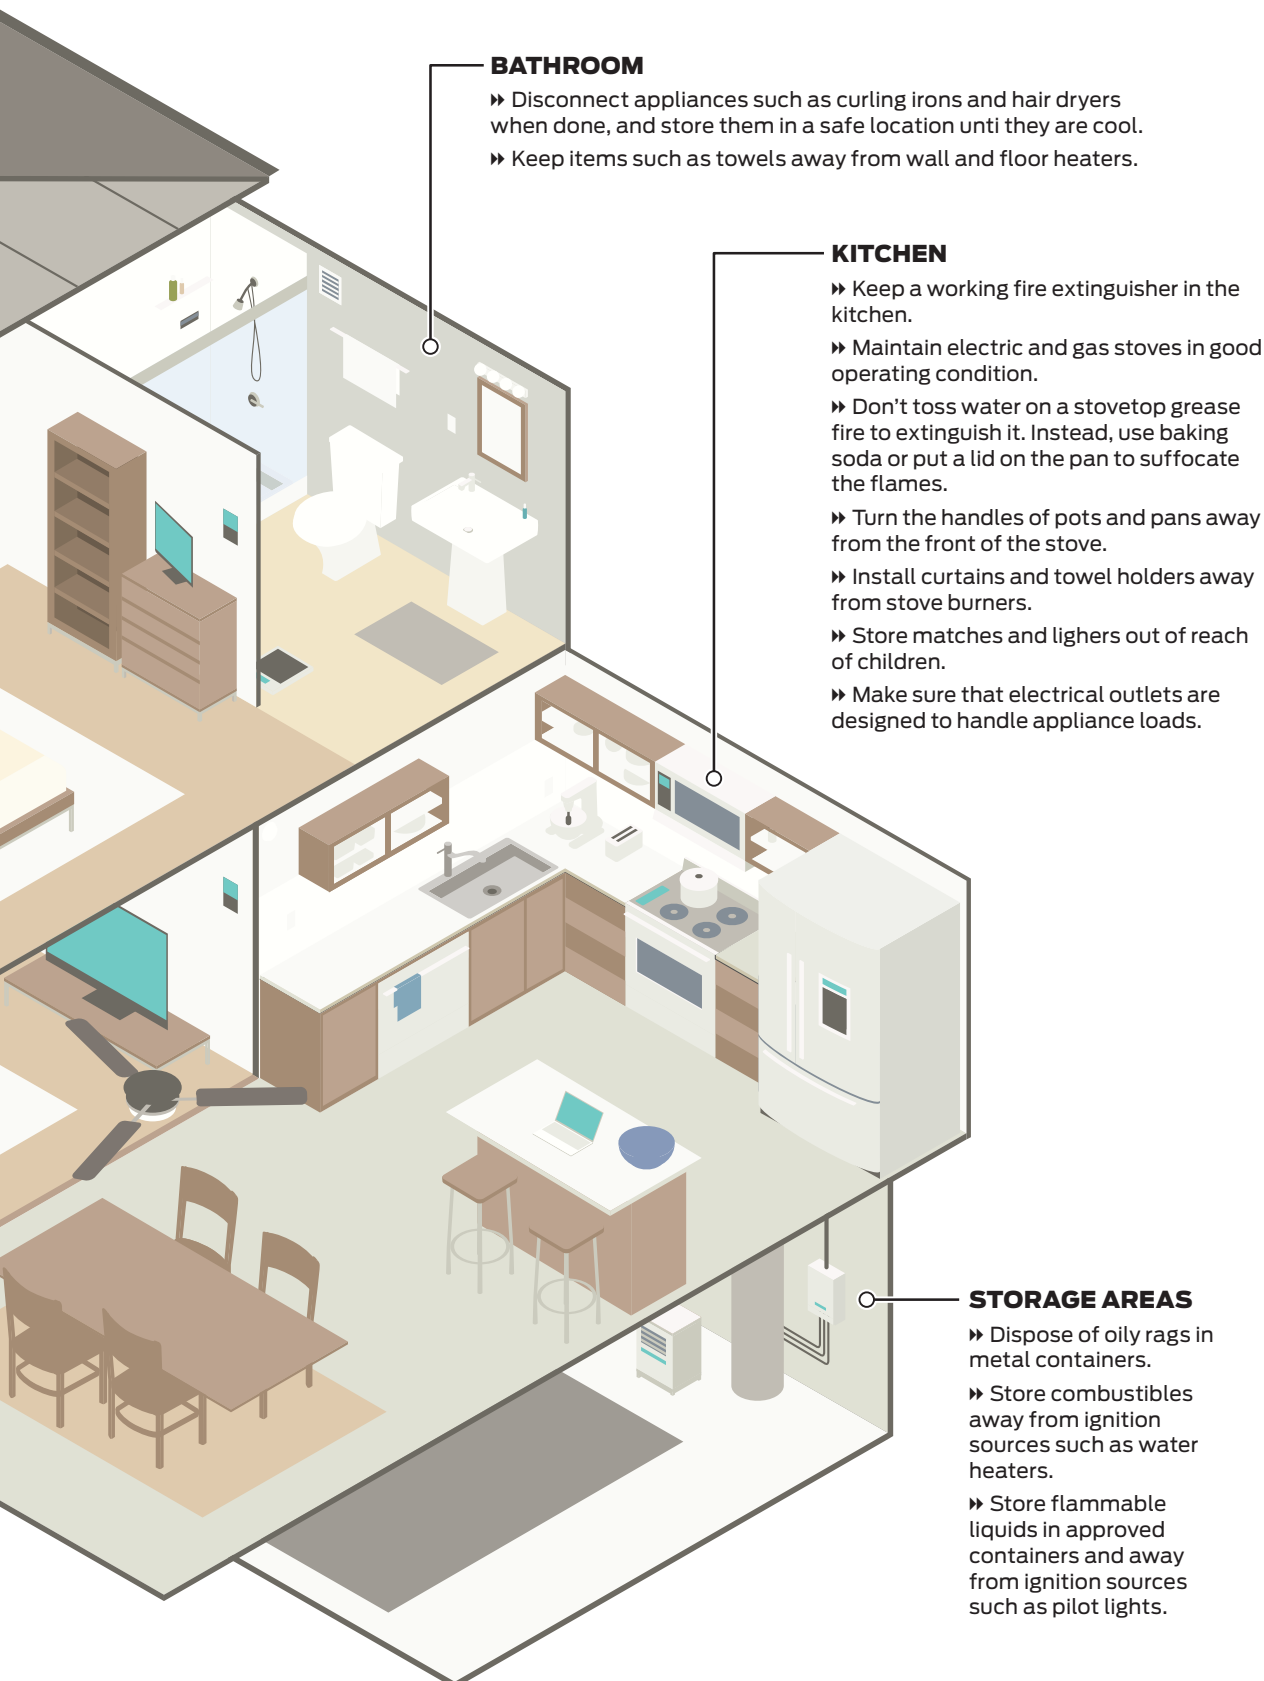 BATHROOM
» Disconnect appliances such as curling irons and hair dryers
when done, and store them in a safe location unti they are cool.
» Keep items such as towels away from wall and floor heaters.
KITCHEN
» Keep a working fire extinguisher in the
kitchen.
» Maintain electric and gas stoves in good
operating condition.
» Don’t toss water on a stovetop grease
fire to extinguish it. Instead, use baking
soda or put a lid on the pan to suffocate
the flames.
» Turn the handles of pots and pans away
from the front of the stove.
» Install curtains and towel holders away
from stove burners.
» Store matches and lighers out of reach
of children.
» Make sure that electrical outlets are
designed to handle appliance loads.
STORAGE AREAS
» Dispose of oily rags in
metal containers.
» Store combustibles
away from ignition
sources such as water
heaters.
» Store flammable
liquids in approved
containers and away
from ignition sources
such as pilot lights.